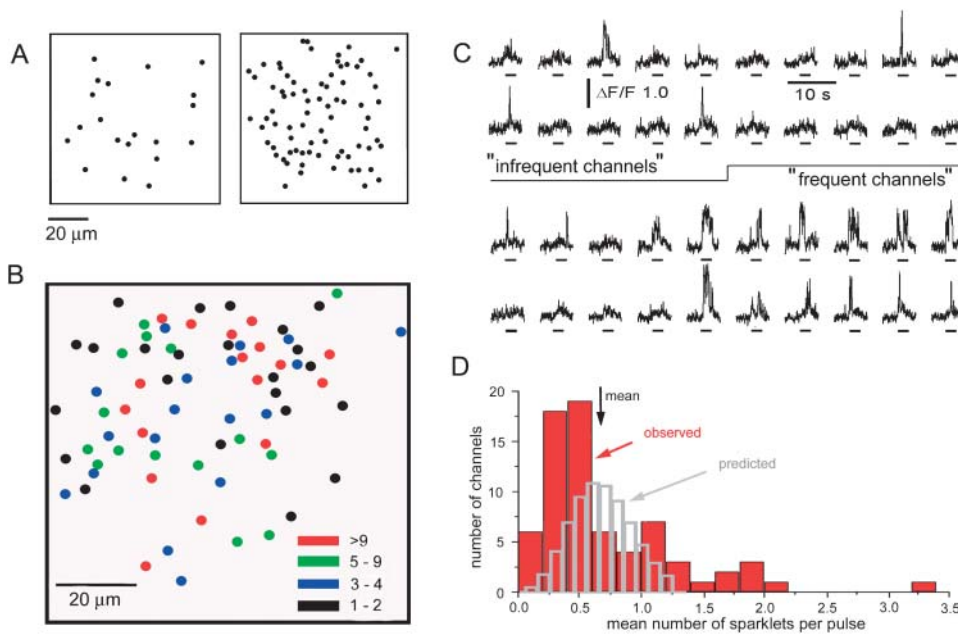 A
20 μm
B
>9
5 - 9
3 - 4
1 - 2
20 μm
C
ΔF/F 1.0
10 s
"infrequent channels"
"frequent channels"
D
mean
observed
predicted
number of channels
20
15
10
5
0
0.0 0.5 1.0 1.5 2.0 2.5 3.0 3.5
mean number of sparklets per pulse